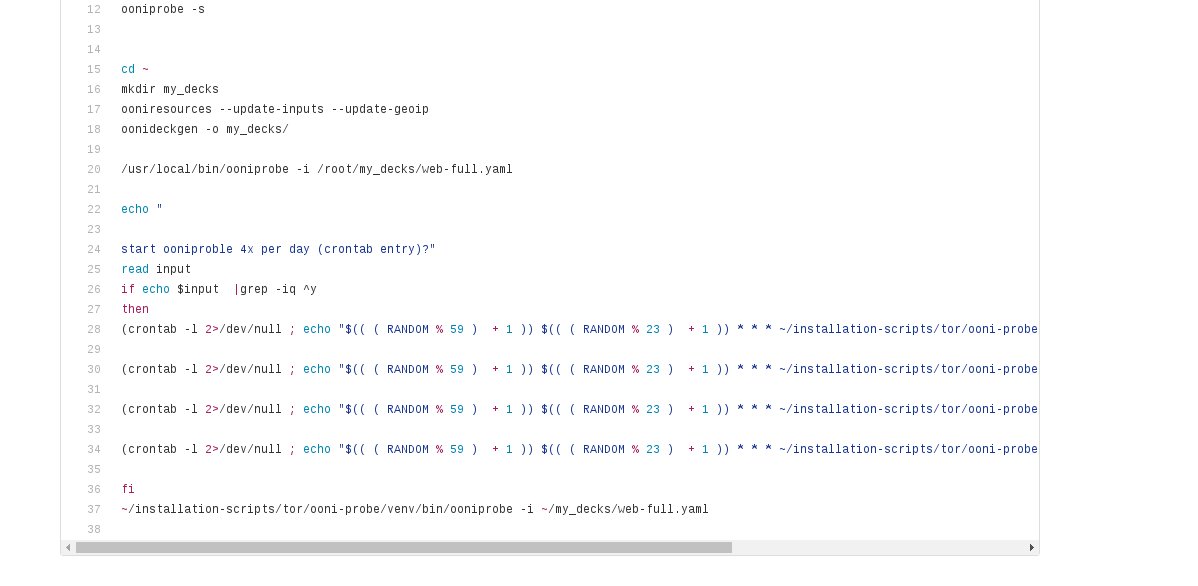 12 ooniprobe -s
13
14
15 cd ~
16 mkdir my_decks
17 ooniresources --update-inputs --update-geoip
18 oonideckgen -o my_decks/
19
20 /usr/local/bin/ooniprobe -i /root/my_decks/web-full.yaml
21
22 echo "
23
24 start ooniproble 4x per day (crontab entry)?"
25 read input
26 if echo $input  |grep -iq ^y
27 then
28 (crontab -l 2>/dev/null ; echo "$(( ( RANDOM % 59 )  + 1 )) $(( ( RANDOM % 23 )  + 1 )) * * * ~/installation-scripts/tor/ooni-probe
29
30 (crontab -l 2>/dev/null ; echo "$(( ( RANDOM % 59 )  + 1 )) $(( ( RANDOM % 23 )  + 1 )) * * * ~/installation-scripts/tor/ooni-probe
31
32 (crontab -l 2>/dev/null ; echo "$(( ( RANDOM % 59 )  + 1 )) $(( ( RANDOM % 23 )  + 1 )) * * * ~/installation-scripts/tor/ooni-probe
33
34 (crontab -l 2>/dev/null ; echo "$(( ( RANDOM % 59 )  + 1 )) $(( ( RANDOM % 23 )  + 1 )) * * * ~/installation-scripts/tor/ooni-probe
35
36 fi
37 ~/installation-scripts/tor/ooni-probe/venv/bin/ooniprobe -i ~/my_decks/web-full.yaml
38